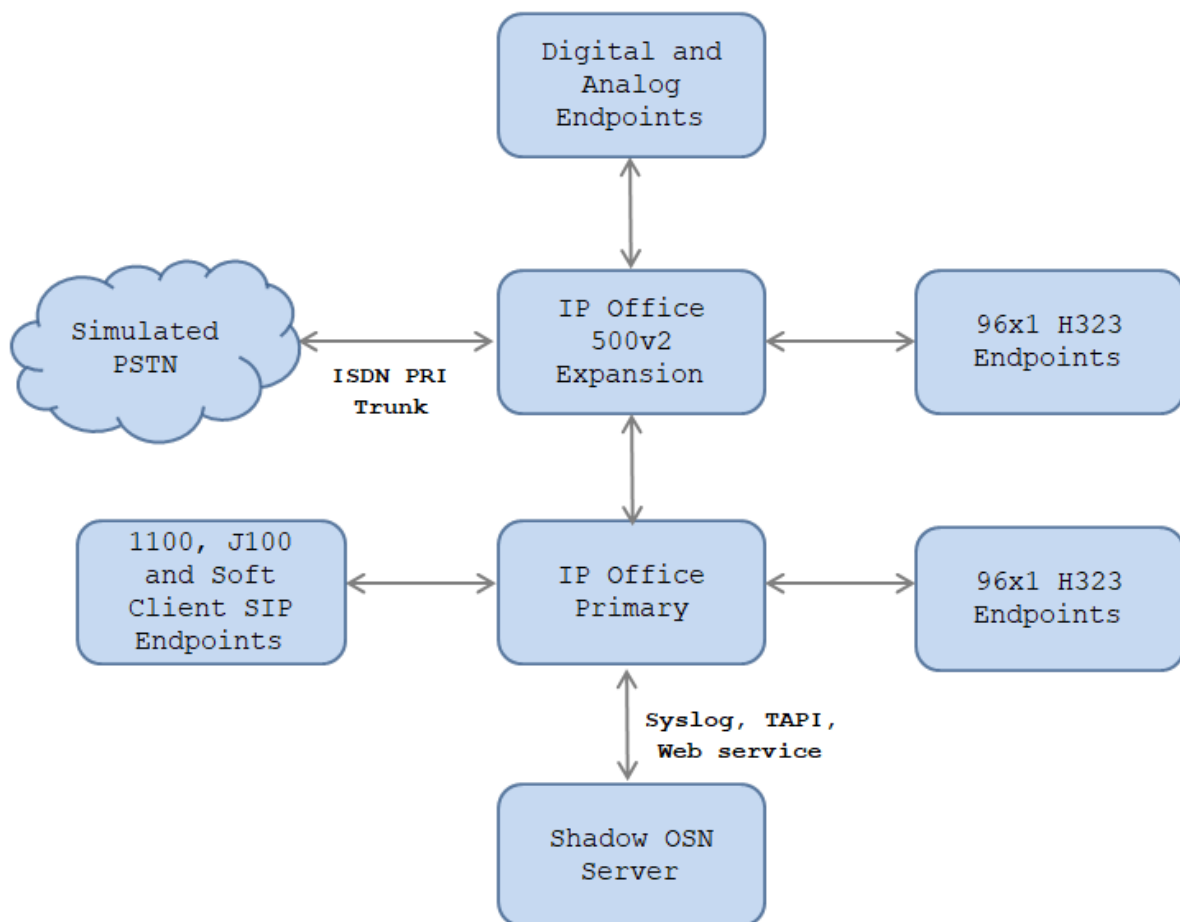 Digital and
Analog
Endpoints
Simulated
PSTN
ISDN PRI
Trunk
IP Office
500v2
Expansion
96x1 H323
Endpoints
1100, J100
and Soft
Client SIP
Endpoints
IP Office
Primary
96x1 H323
Endpoints
Syslog, TAPI,
Web service
Shadow OSN
Server